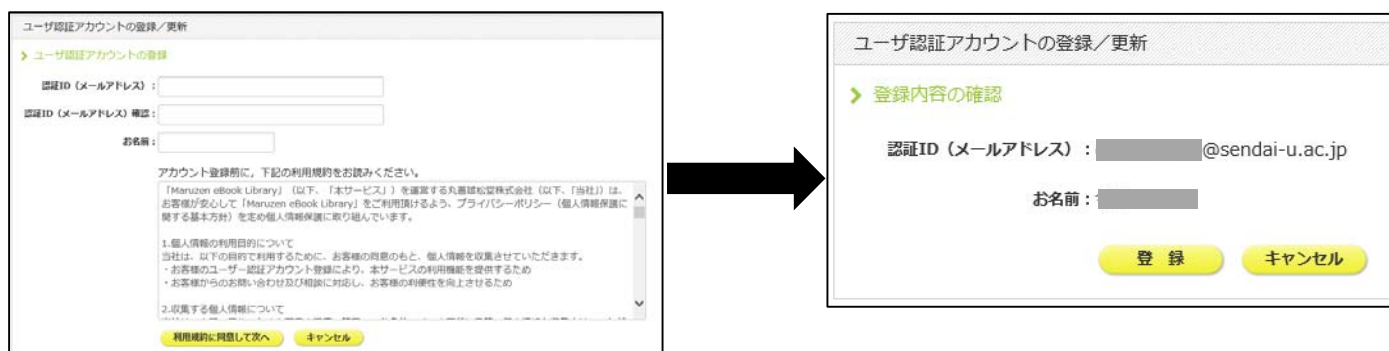 ユーザ認証アカウントの登録/更新
ユーザ認証アカウントの登録
認証ID(メールアドレス):
認証ID(メールアドレス)確認:
お名前:
アカウント登録前に,下記の利用規約をお読みください。
「Maruzen eBook Library」(以下、「本サービス」)を運営する丸善雄松堂株式会社(以下、「当社」)は、
お客様が安心して「Maruzen eBook Library」をご利用頂けるよう、プライバシーポリシー(個人情報保護に
関する基本方針)を定め個人情報保護に取り組んでいます。
1.個人情報の利用目的について
当社は、以下の目的で利用するために、お客様の同意のもと、個人情報を収集させていただきます。
・お客様のユーザー認証アカウント登録により、本サービスの利用機能を提供するため
・お客様からのお問い合わせ及び相談に対応し、お客様の利便性を向上させるため
2.収集する個人情報について
利用規約に同意して次へ キャンセル
ユーザ認証アカウントの登録/更新
登録内容の確認
認証ID(メールアドレス): @sendai-u.ac.jp
お名前:
登 録 キャンセル